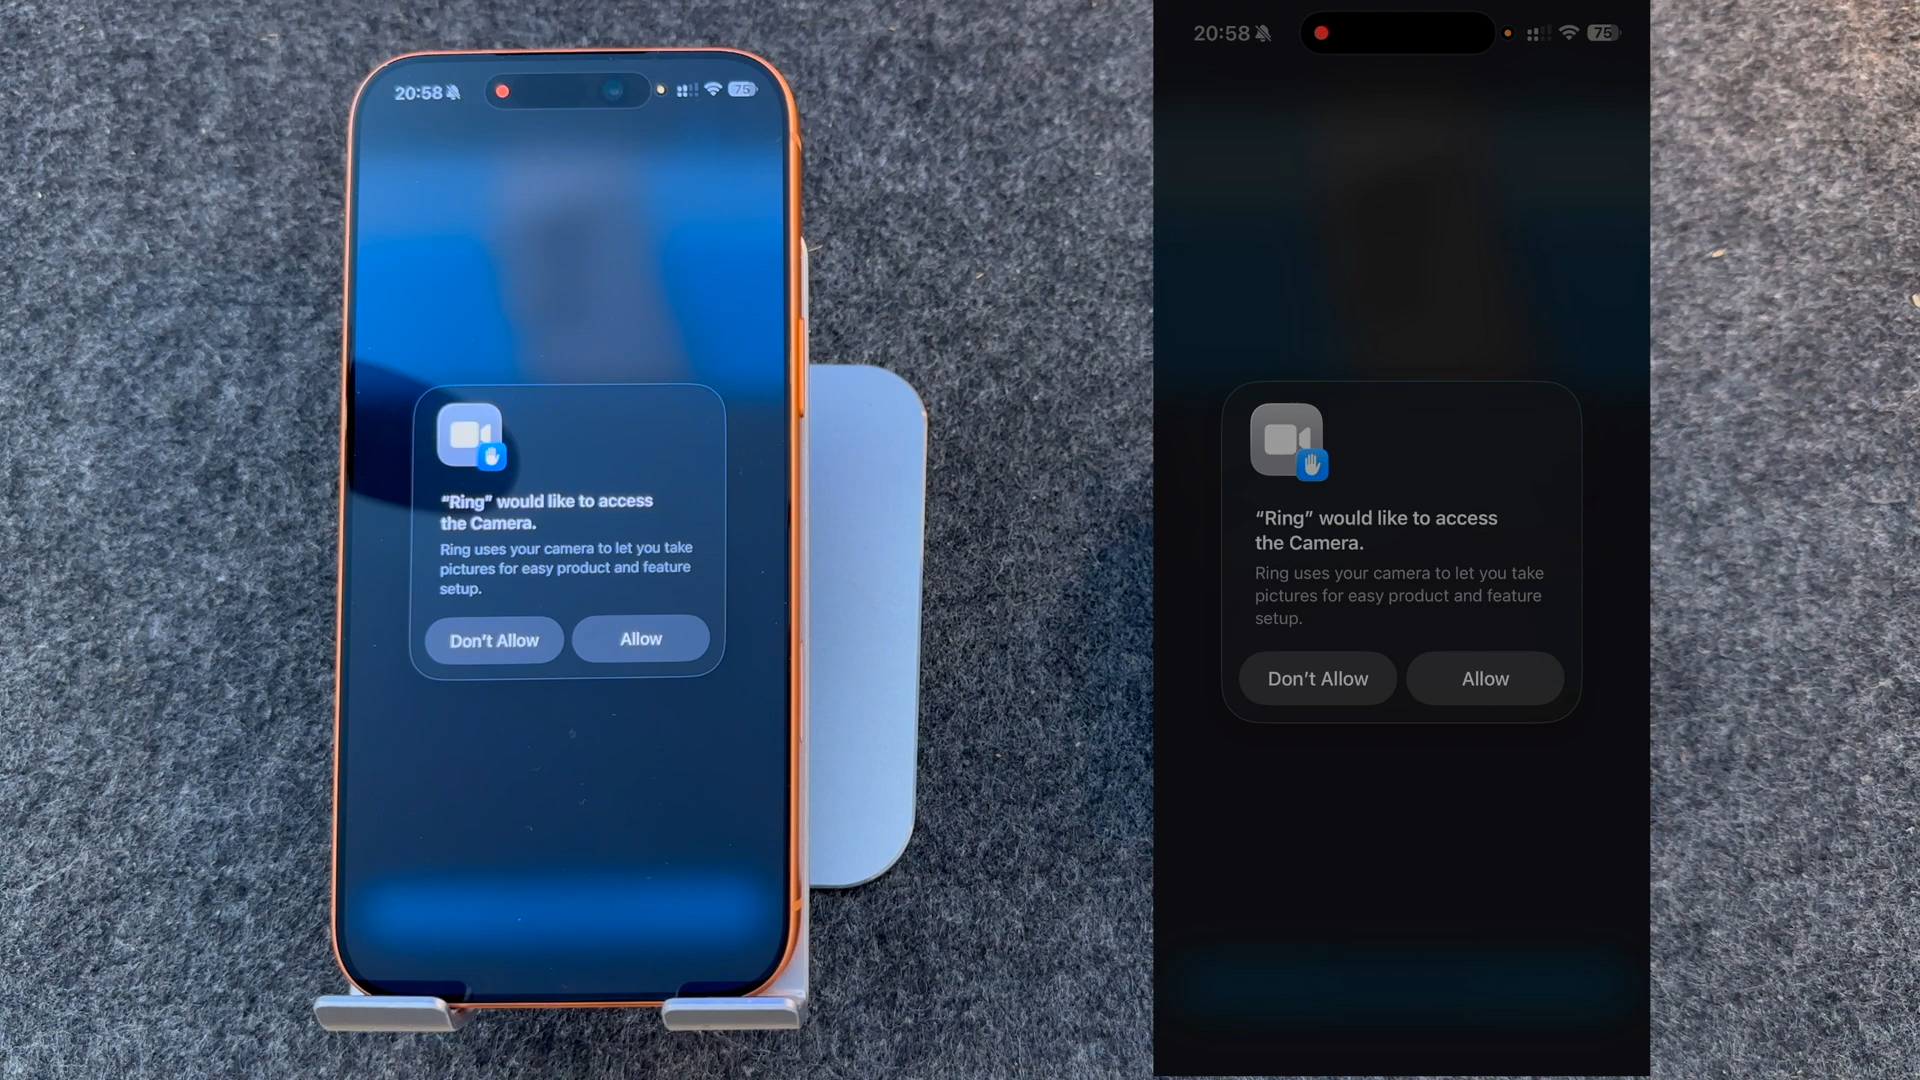 20:58
75
“Ring” would like to access
the Camera.
Ring uses your camera to let you take
pictures for easy product and feature
setup.
Don’t Allow
Allow
20:58
75
“Ring” would like to access
the Camera.
Ring uses your camera to let you take
pictures for easy product and feature
setup.
Don’t Allow
Allow